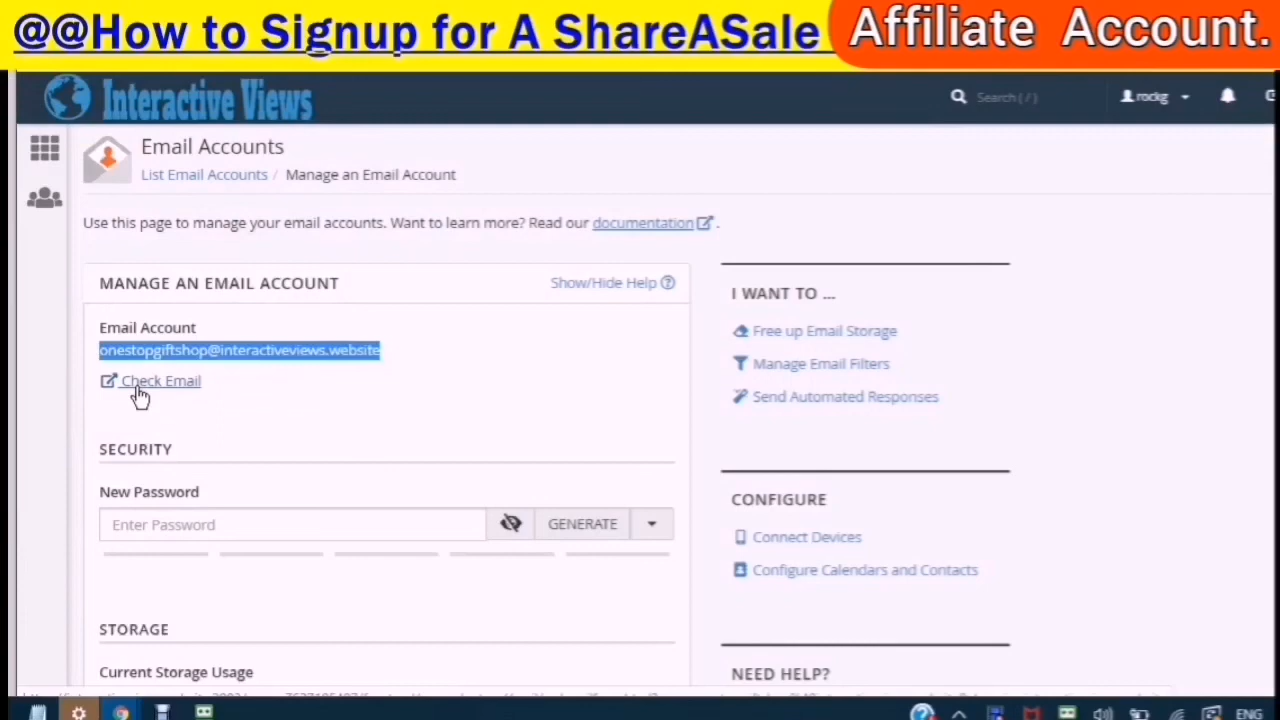 @@How to Signup for A ShareASale Affiliate Account.
Interactive Views
Search ( / )
rockg
Email Accounts
List Email Accounts / Manage an Email Account
Use this page to manage your email accounts. Want to learn more? Read our documentation .
MANAGE AN EMAIL ACCOUNT
Show/Hide Help
Email Account
onestopgiftshop@interactiveviews.website
Check Email
SECURITY
New Password
Enter Password
GENERATE
STORAGE
Current Storage Usage
I WANT TO ...
Free up Email Storage
Manage Email Filters
Send Automated Responses
CONFIGURE
Connect Devices
Configure Calendars and Contacts
NEED HELP?
ENG